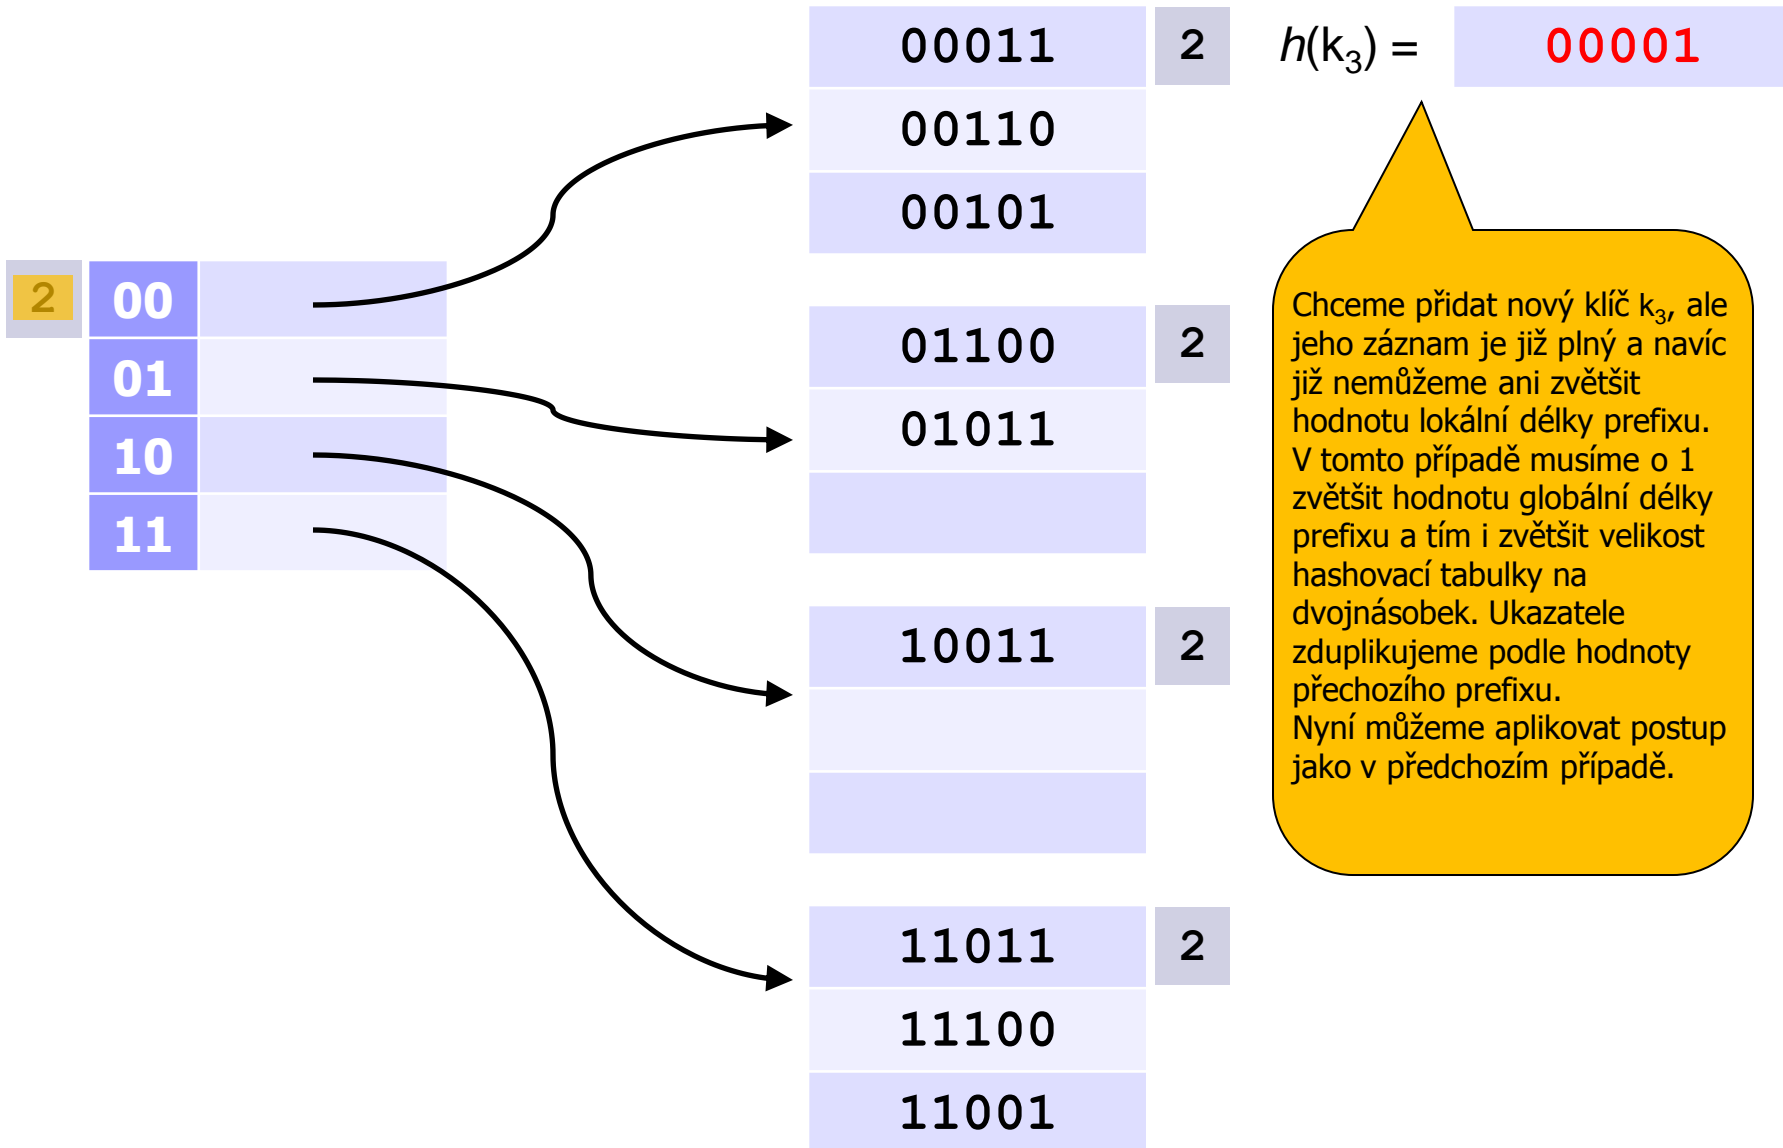 2
00
01
10
11
00011 2
00110
00101
01100 2
01011
10011 2
11011 2
11100
11001
h(k3) = 00001
Chceme přidat nový klíč k3, ale
jeho záznam je již plný a navíc
již nemůžeme ani zvětšit
hodnotu lokální délky prefixu.
V tomto případě musíme o 1
zvětšit hodnotu globální délky
prefixu a tím i zvětšit velikost
hashovací tabulky na
dvojnásobek. Ukazatele
zduplikujeme podle hodnoty
přechozího prefixu.
Nyní můžeme aplikovat postup
jako v předchozím případě.